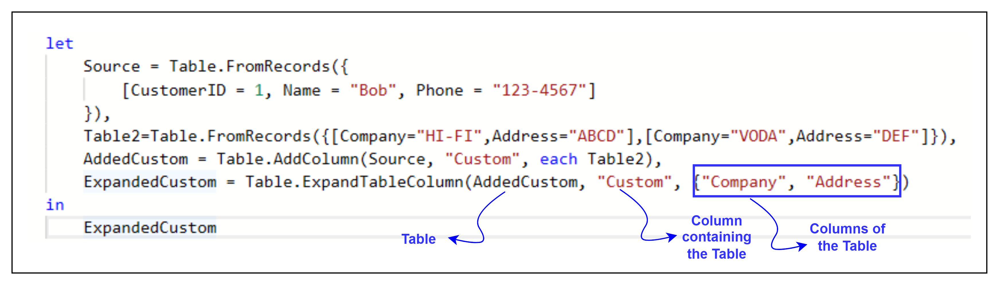 let
Source = Table.FromRecords({
[CustomerID = 1, Name = "Bob", Phone = "123-4567"]
}),
Table2=Table.FromRecords({[Company="HI-FI",Address="ABCD"],[Company="VODA",Address="DEF"]}),
AddedCustom = Table.AddColumn(Source, "Custom", each Table2),
ExpandedCustom = Table.ExpandTableColumn(AddedCustom, "Custom", {"Company", "Address"})
in
ExpandedCustom
Table
Column
containing
the Table
Columns of
the Table